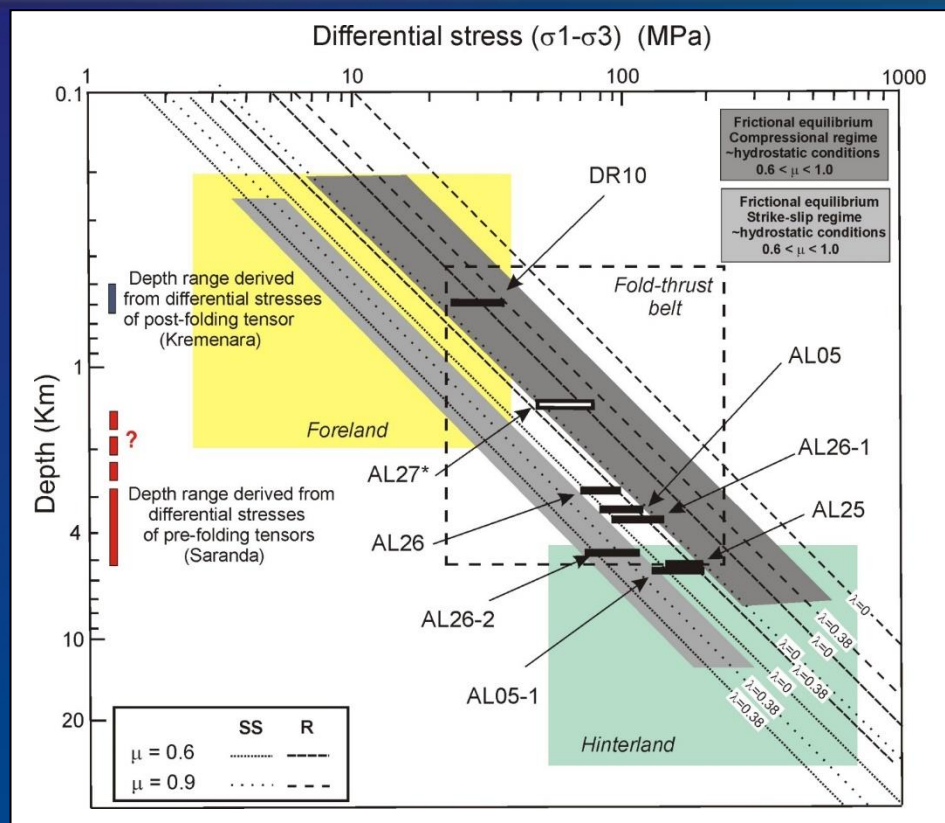 Differential stress (σ1-σ3)  (MPa)
1
10
100
1000
0.1
1
4
10
20
Depth (Km)
Frictional equilibrium
Compressional regime
~hydrostatic conditions
0.6 < μ < 1.0
Frictional equilibrium
Strike-slip regime
~hydrostatic conditions
0.6 < μ < 1.0
DR10
Fold-thrust
belt
Depth range derived
from differential stresses
of post-folding tensor
(Kremenara)
AL05
Foreland
AL26-1
?
AL27*
Depth range derived from
differential stresses
of pre-folding tensors
(Saranda)
AL25
AL26
AL26-2
AL05-1
λ=0
λ=0.38
λ=0
λ=0
λ=0.38
λ=0
λ=0.38
λ=0.38
Hinterland
SS R
μ = 0.6
μ = 0.9